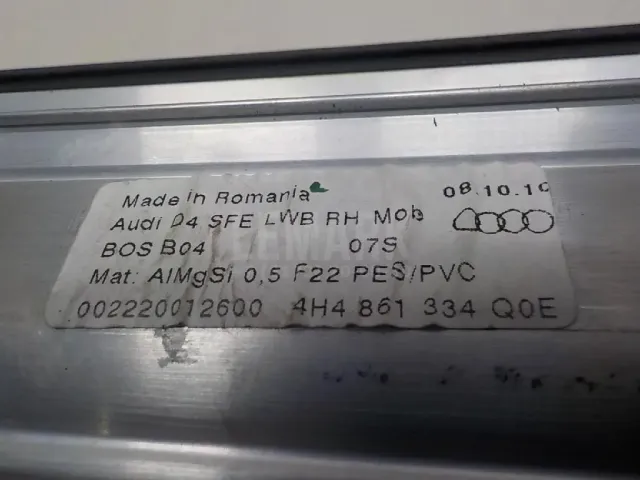 Made in Romania 08.10.10
Audi D4 SFE LWB RH Mob
BOS B04 07S
Mat: AlMgSi 0,5 F22 PES/PVC
002220012600 4H4 861 334 Q0E